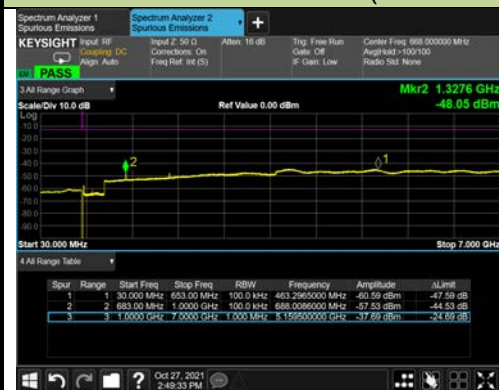 Spectrum Analyzer 1
Spurious Emissions
Spectrum Analyzer 2
Spurious Emissions
+
KEYSIGHT
Input: RF
Coupling: DC
Align: Auto
Input Z: 50 Ω
Corrections: On
Freq Ref: Int (S)
Atten: 16 dB
Trig: Free Run
Gate: Off
IF Gain: Low
Center Freq: 668.000000 MHz
Avg|Hold:>100/100
Radio Std: None
PASS
3 All Range Graph
Mkr2 1.3276 GHz
Scale/Div 10.0 dB
Ref Value 0.00 dBm
-48.05 dBm
Log
-10.0
-20.0
-30.0
-40.0
-50.0
-60.0
-70.0
-80.0
-90.0
2
1
Start 30.000 MHz
Stop 7.000 GHz
4 All Range Table
Spur Range Start Freq Stop Freq RBW Frequency Amplitude ΔLimit
1 1 30.000 MHz 653.00 MHz 100.0 kHz 463.2965000 MHz -60.59 dBm -47.59 dB
2 2 683.00 MHz 1.0000 GHz 100.0 kHz 688.0086000 MHz -57.53 dBm -44.53 dB
3 3 1.0000 GHz 7.0000 GHz 1.000 MHz 5.159500000 GHz -37.69 dBm -24.69 dB
?
Oct 27, 2021
2:49:33 PM